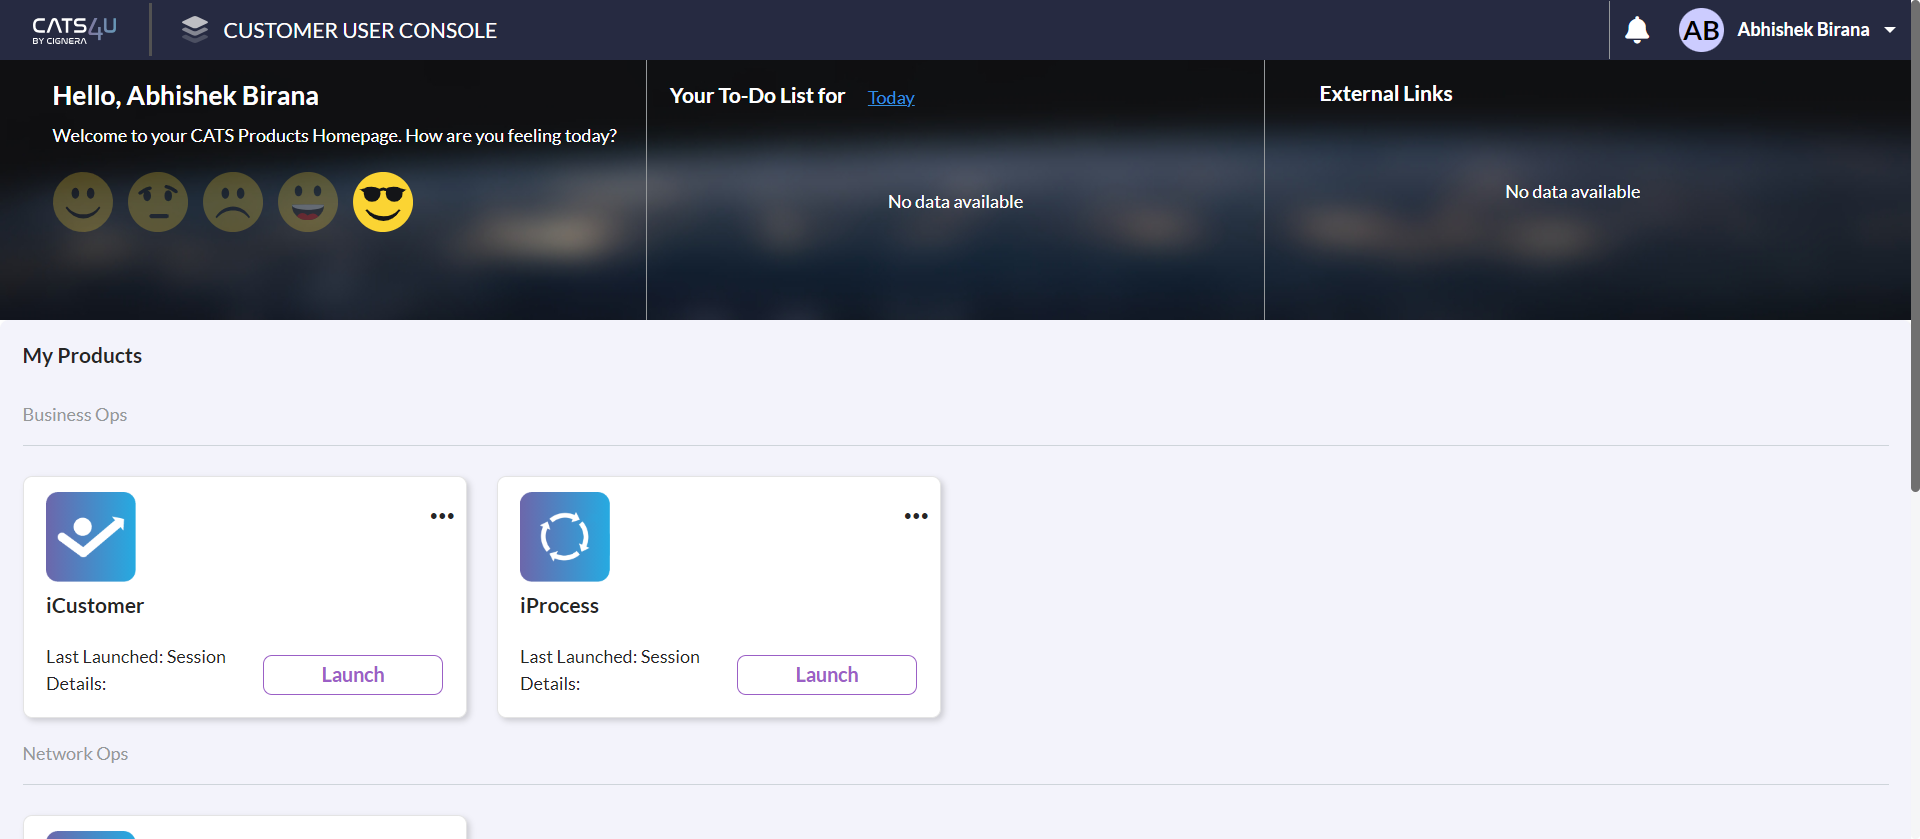 CATS4U
BY CIGNERA
CUSTOMER USER CONSOLE
AB
Abhishek Birana
Hello, Abhishek Birana
Welcome to your CATS Products Homepage. How are you feeling today?
Your To-Do List for Today
No data available
External Links
No data available
My Products
Business Ops
iCustomer
Last Launched: Session
Details:
Launch
iProcess
Last Launched: Session
Details:
Launch
Network Ops